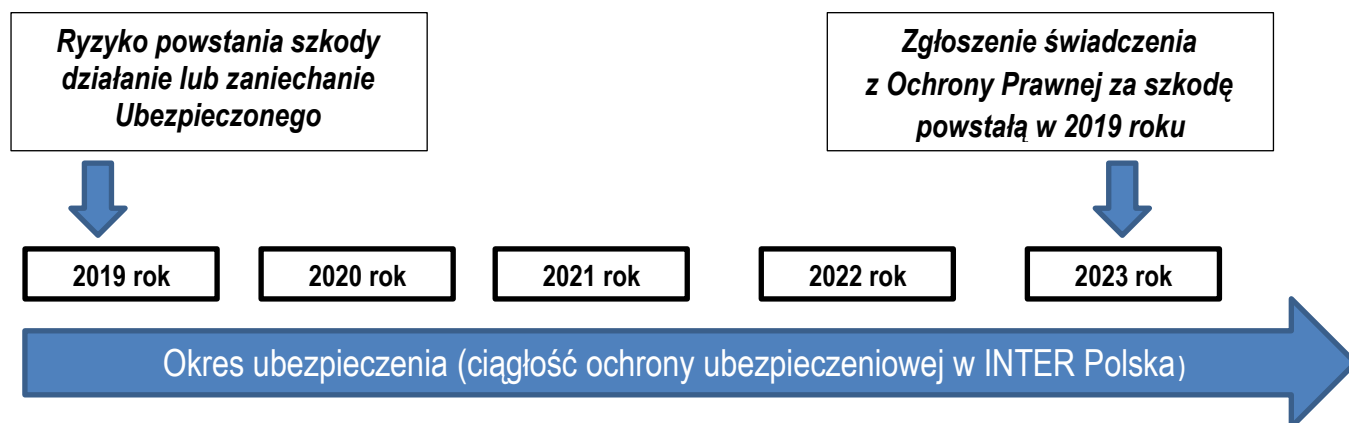 Ryzyko powstania szkody
działanie lub zaniechanie
Ubezpieczonego
Zgłoszenie świadczenia
z Ochrony Prawnej za szkodę
powstałą w 2019 roku
2019 rok
2020 rok
2021 rok
2022 rok
2023 rok
Okres ubezpieczenia (ciągłość ochrony ubezpieczeniowej w INTER Polska)